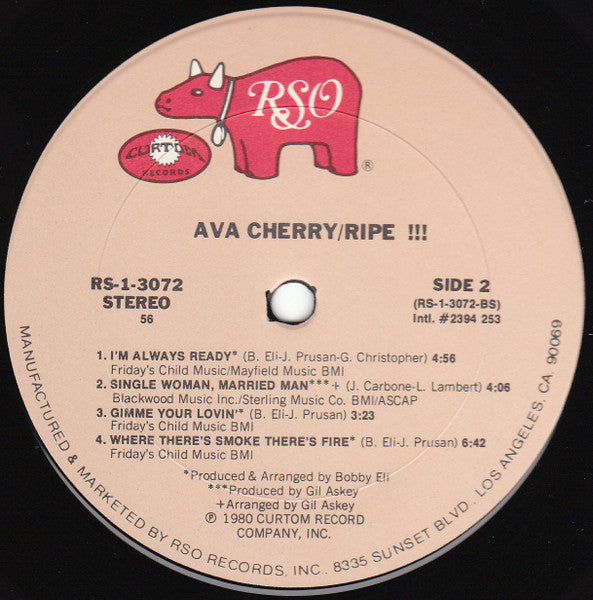 RSO
®
CURTOM
RECORDS
AVA CHERRY/RIPE !!!
RS-1-3072
STEREO
56
SIDE 2
(RS-1-3072-BS)
Intl. #2394 253
1. I'M ALWAYS READY* (B. Eli-J. Prusan-G. Christopher) 4:56
Friday's Child Music/Mayfield Music BMI
2. SINGLE WOMAN, MARRIED MAN***+ (J. Carbone-L. Lambert) 4:06
Blackwood Music Inc./Sterling Music Co. BMI/ASCAP
3. GIMME YOUR LOVIN'* (B. Eli-J. Prusan) 3:23
Friday's Child Music BMI
4. WHERE THERE'S SMOKE THERE'S FIRE* (B. Eli-J. Prusan) 6:42
Friday's Child Music BMI
*Produced & Arranged by Bobby Eli
***Produced by Gil Askey
+Arranged by Gil Askey
℗ 1980 CURTOM RECORD
COMPANY, INC.
MANUFACTURED & MARKETED BY RSO RECORDS, INC., 8335 SUNSET BLVD., LOS ANGELES, CA. 90069